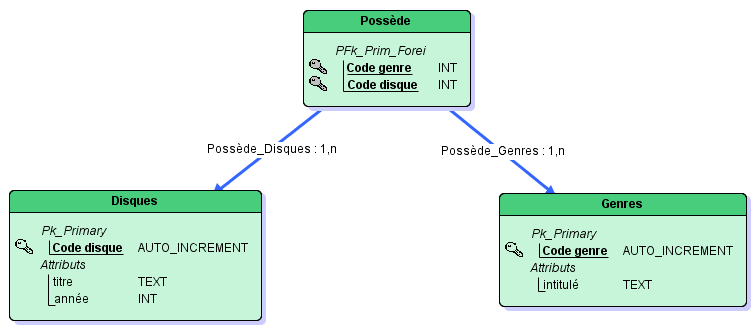 Possède
PFk_Prim_Forei
Code genre INT
Code disque INT
Possède_Disques : 1,n
Possède_Genres : 1,n
Disques
Pk_Primary
Code disque AUTO_INCREMENT
Attributs
titre TEXT
année INT
Genres
Pk_Primary
Code genre AUTO_INCREMENT
Attributs
intitulé TEXT